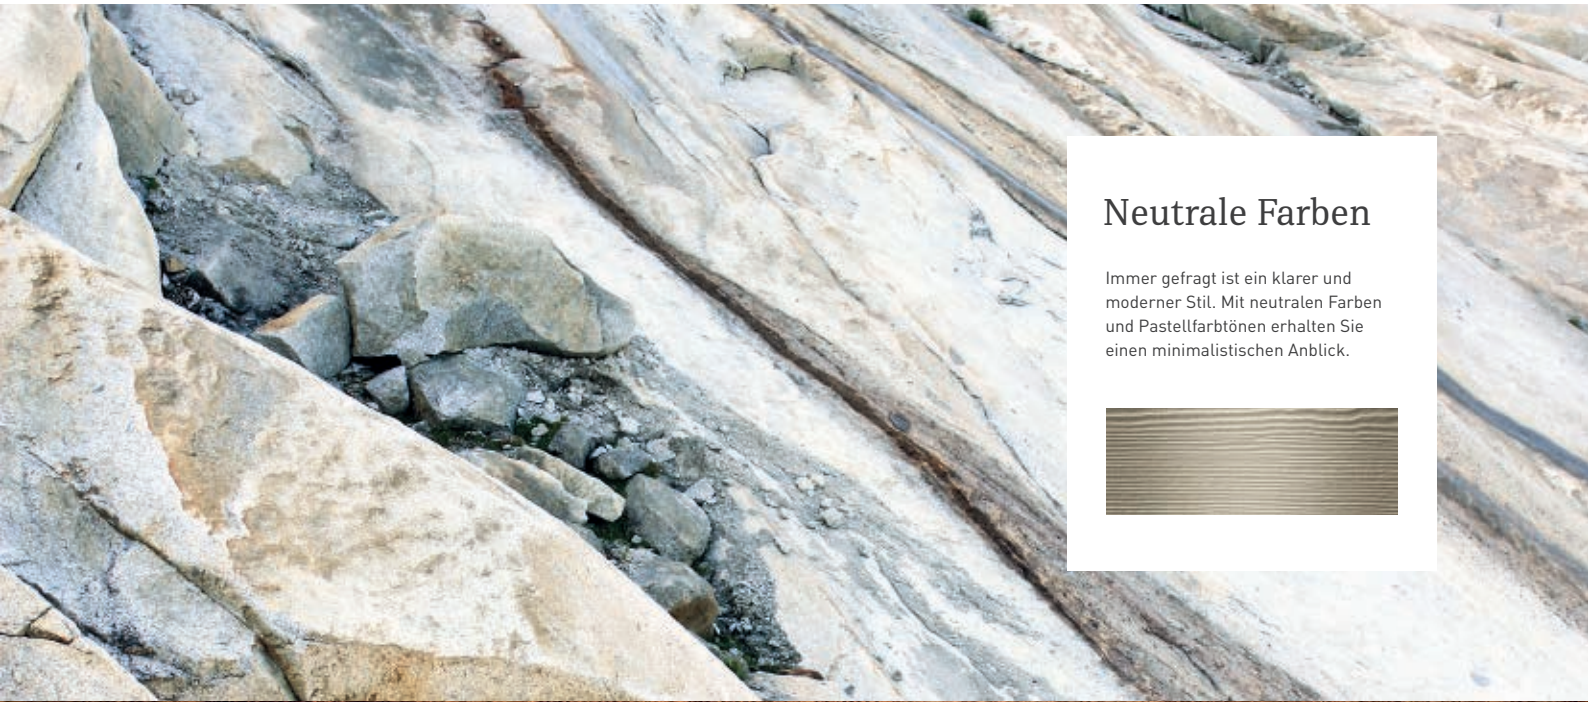 Neutrale Farben
Immer gefragt ist ein klarer und
moderner Stil. Mit neutralen Farben
und Pastellfarbtönen erhalten Sie
einen minimalistischen Anblick.